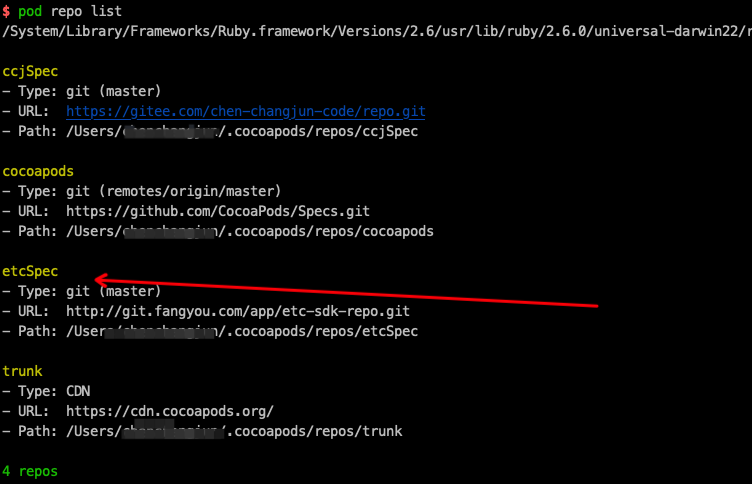 $ pod repo list
/System/Library/Frameworks/Ruby.framework/Versions/2.6/usr/lib/ruby/2.6.0/universal-darwin22/r
ccjSpec
- Type: git (master)
- URL:  https://gitee.com/chen-changjun-code/repo.git
- Path: /Users/ /.cocoapods/repos/ccjSpec
cocoapods
- Type: git (remotes/origin/master)
- URL:  https://github.com/CocoaPods/Specs.git
- Path: /Users/ /.cocoapods/repos/cocoapods
etcSpec
- Type: git (master)
- URL:  http://git.fangyou.com/app/etc-sdk-repo.git
- Path: /Users/ /.cocoapods/repos/etcSpec
trunk
- Type: CDN
- URL:  https://cdn.cocoapods.org/
- Path: /Users/ /.cocoapods/repos/trunk
4 repos